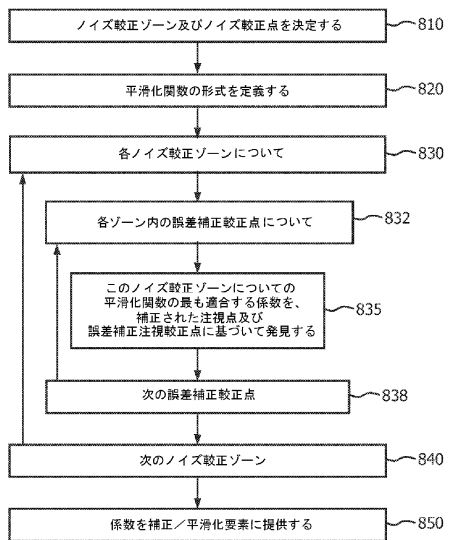 ノイズ較正ゾーン及びノイズ較正点を決定する
810
平滑化関数の形式を定義する
820
各ノイズ較正ゾーンについて
830
各ゾーン内の誤差補正較正点について
832
このノイズ較正ゾーンについての
平滑化関数の最も適合する係数を、
補正された注視点及び
誤差補正注視較正点に基づいて発見する
835
次の誤差補正較正点
838
次のノイズ較正ゾーン
840
係数を補正／平滑化要素に提供する
850